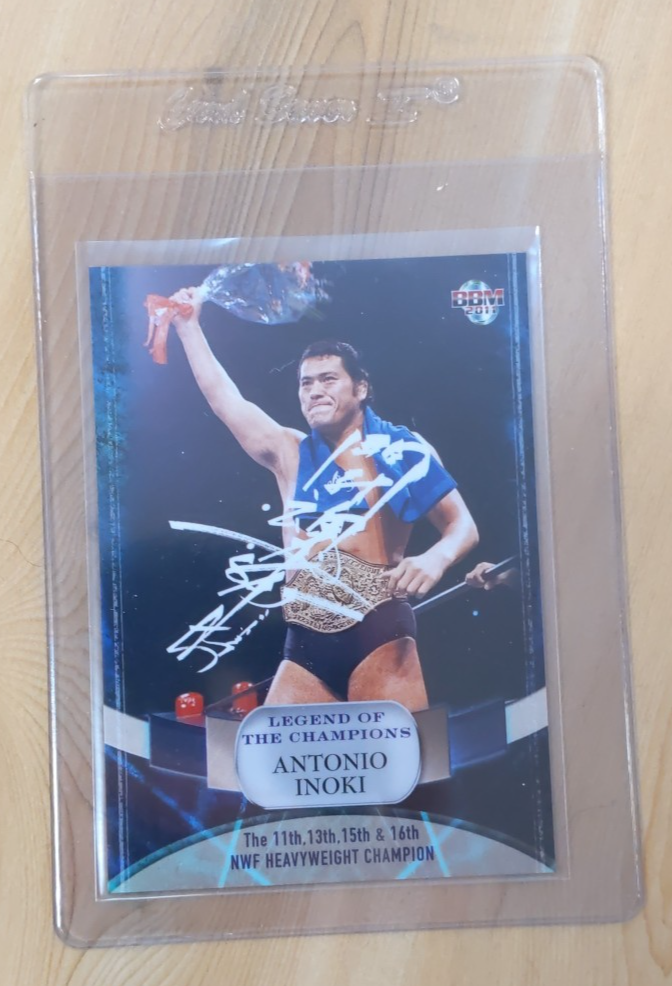 Card Saver II®
BBM
2011
LEGEND OF
THE CHAMPIONS
ANTONIO
INOKI
The 11th,13th,15th & 16th
NWF HEAVYWEIGHT CHAMPION